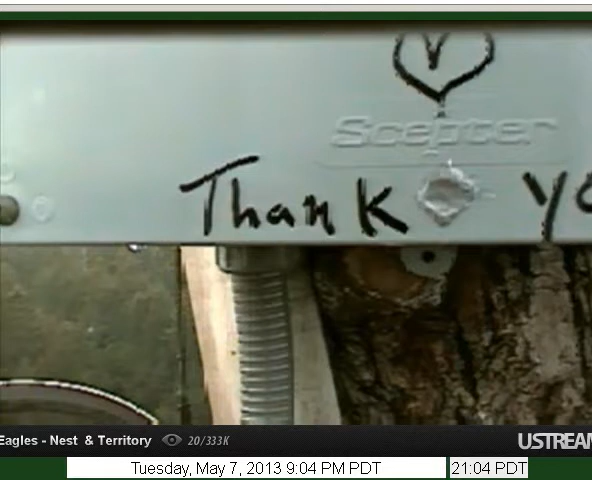 Scepter
Thank Yo
Eagles - Nest & Territory 20/333K USTREAM
Tuesday, May 7, 2013 9:04 PM PDT 21:04 PDT